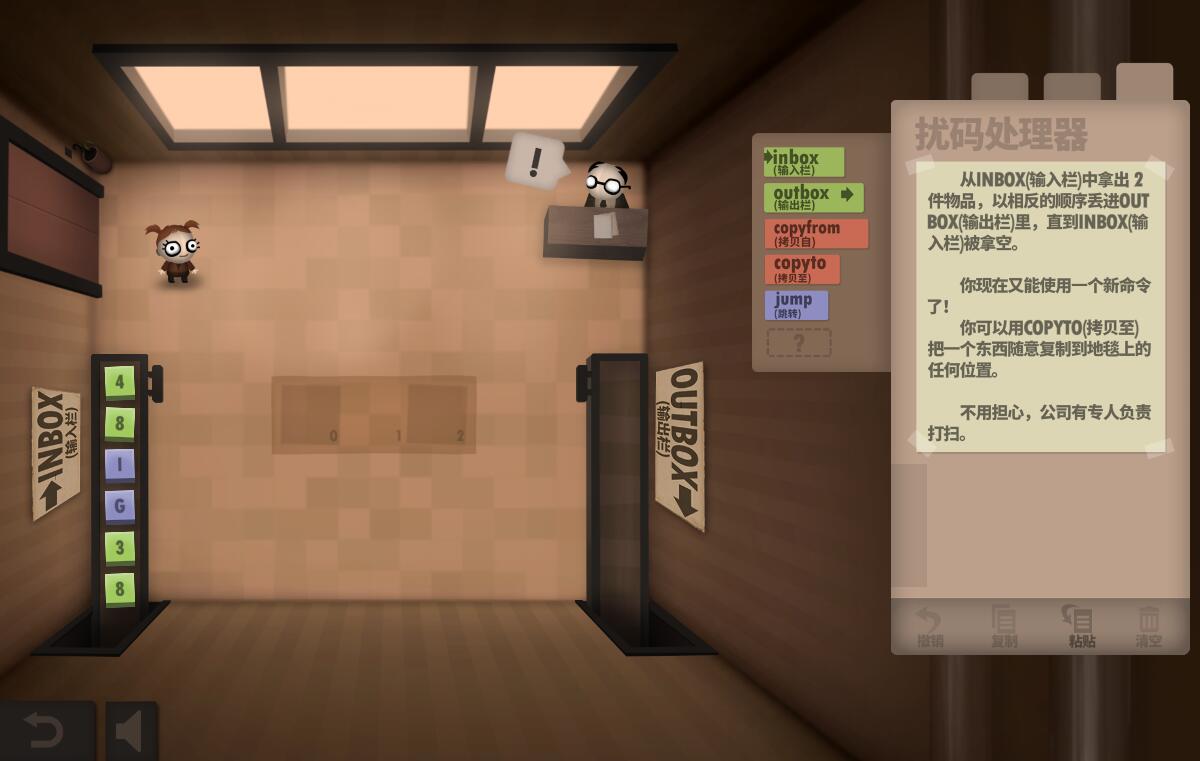 !
inbox
(输入栏)
outbox
(输出栏)
copyfrom
(拷贝自)
copyto
(拷贝至)
jump
(跳转)
?
扰码处理器
从INBOX(输入栏)中拿出 2
件物品，以相反的顺序丢进OUT
BOX(输出栏)里，直到INBOX(输
入栏)被拿空。
你现在又能使用一个新命令
了！
你可以用COPYTO(拷贝至)
把一个东西随意复制到地毯上的
任何位置。
不用担心，公司有专人负责
打扫。
INBOX
(输入栏)
4
8
I
G
3
8
0
1
2
OUTBOX
(输出栏)
撤销
复制
粘贴
清空